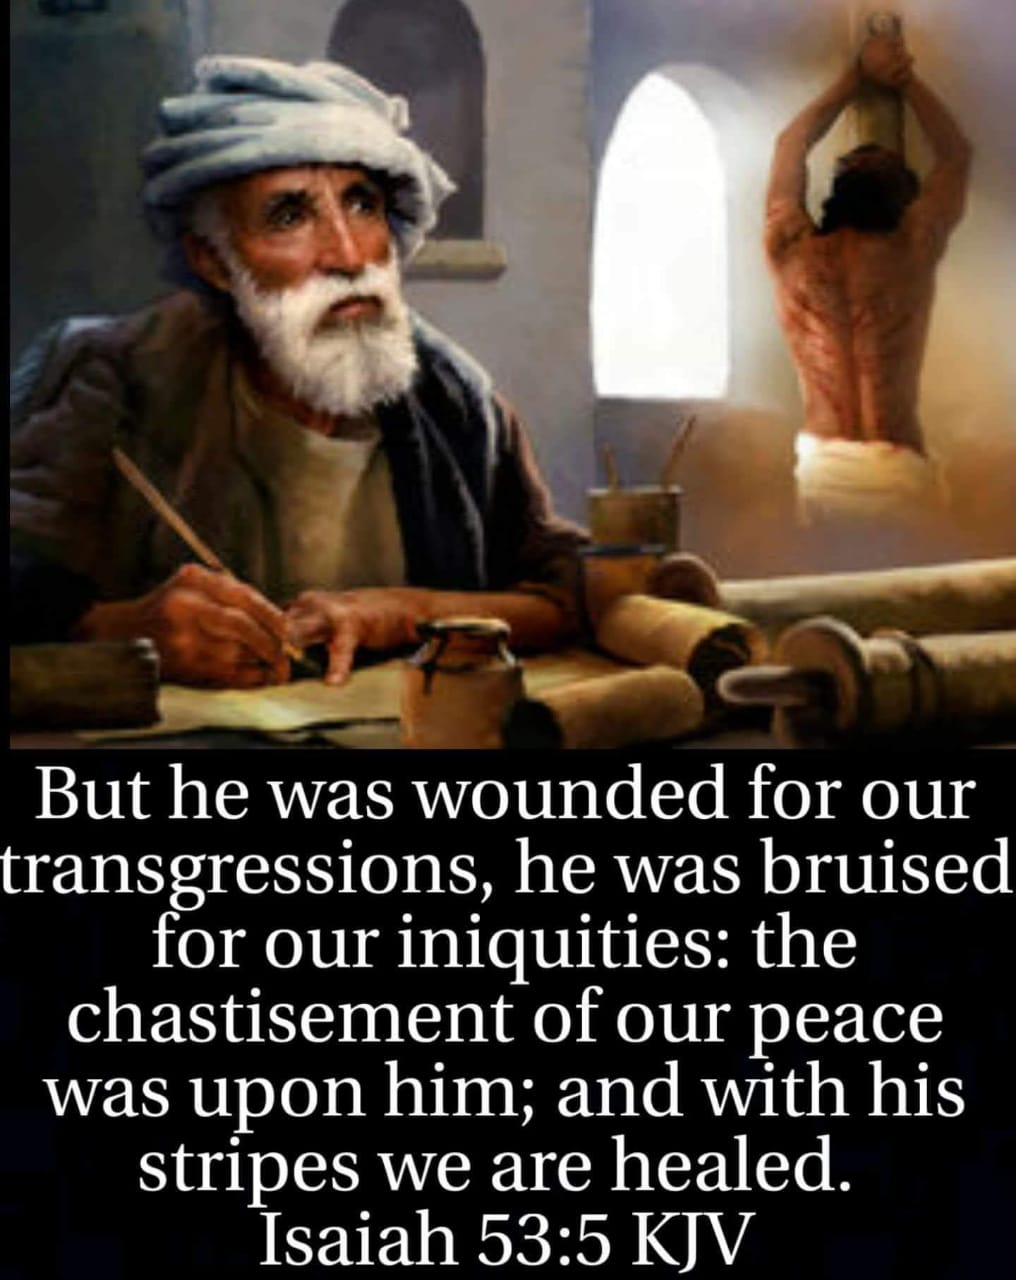 But he was wounded for our
transgressions, he was bruised
for our iniquities: the
chastisement of our peace
was upon him; and with his
stripes we are healed.
Isaiah 53:5 KJV